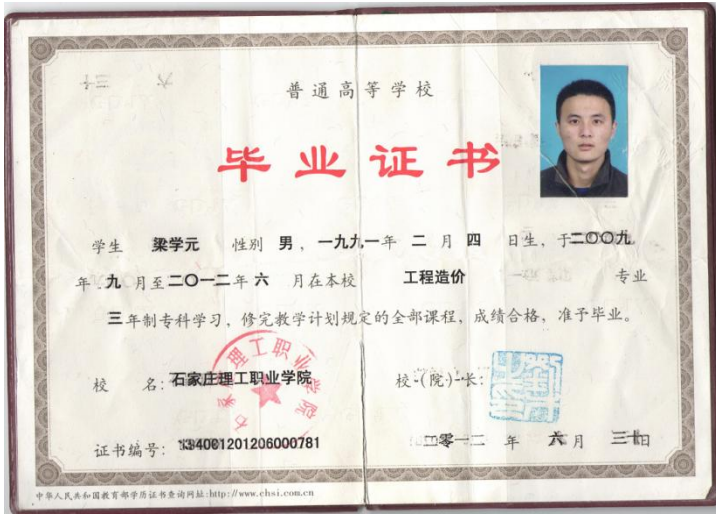 普通高等学校
毕业证书
学生 梁学元 性别 男，一九九一年 二 月 四 日生，于二〇〇九
年 九 月至二〇一二年 六 月在本校 工程造价 专业
三年制专科学习，修完教学计划规定的全部课程，成绩合格，准予毕业。
校 名：石家庄理工职业学院
校（院）长：
证书编号：
二零一二 年 六 月 三十日
中华人民共和国教育部学历证书查询网址:http://www.chsi.com.cn